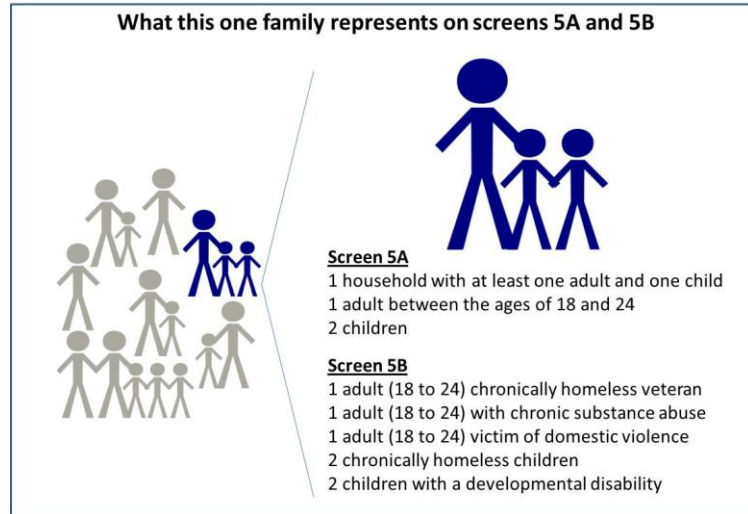 What this one family represents on screens 5A and 5B
Screen 5A
1 household with at least one adult and one child
1 adult between the ages of 18 and 24
2 children
Screen 5B
1 adult (18 to 24) chronically homeless veteran
1 adult (18 to 24) with chronic substance abuse
1 adult (18 to 24) victim of domestic violence
2 chronically homeless children
2 children with a developmental disability